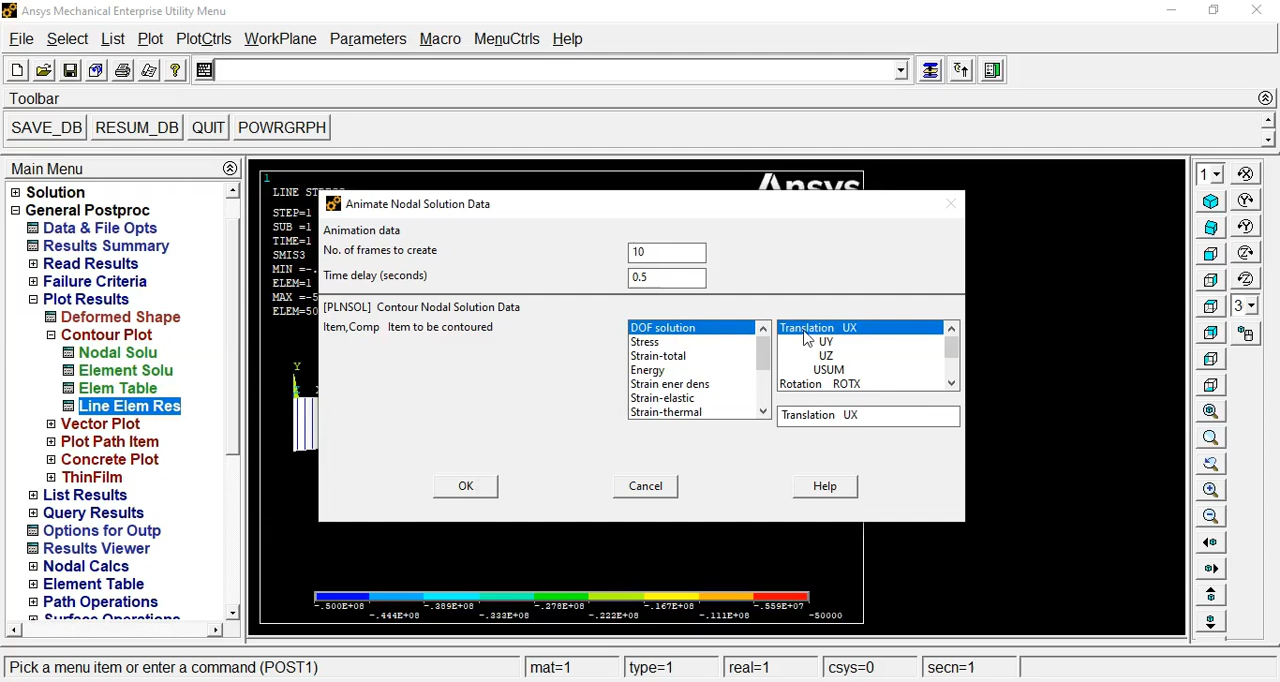 Ansys Mechanical Enterprise Utility Menu
File Select List Plot PlotCtrls WorkPlane Parameters Macro MenuCtrls Help
Toolbar
SAVE_DB RESUM_DB QUIT POWRGRPH
Main Menu
Solution
General Postproc
Data & File Opts
Results Summary
Read Results
Failure Criteria
Plot Results
Deformed Shape
Contour Plot
Nodal Solu
Element Solu
Elem Table
Line Elem Res
Vector Plot
Plot Path Item
Concrete Plot
ThinFilm
List Results
Query Results
Options for Outp
Results Viewer
Nodal Calcs
Element Table
Path Operations
Surface Operations
1
LINE STRESS
Ansys
STEP=1
SUB =1
TIME=1
SMIS3
MIN =-.
ELEM=1
MAX =-5
ELEM=50
Y
Animate Nodal Solution Data
Animation data
No. of frames to create 10
Time delay (seconds) 0.5
[PLNSOL] Contour Nodal Solution Data
Item,Comp Item to be contoured
DOF solution
Stress
Strain-total
Energy
Strain ener dens
Strain-elastic
Strain-thermal
Translation UX
UY
UZ
USUM
Rotation ROTX
Translation UX
OK Cancel Help
-.500E+08 -.389E+08 -.278E+08 -.167E+08 -.559E+07
-.444E+08 -.333E+08 -.222E+08 -.111E+08 -50000
1
3
Pick a menu item or enter a command (POST1) mat=1 type=1 real=1 csys=0 secn=1